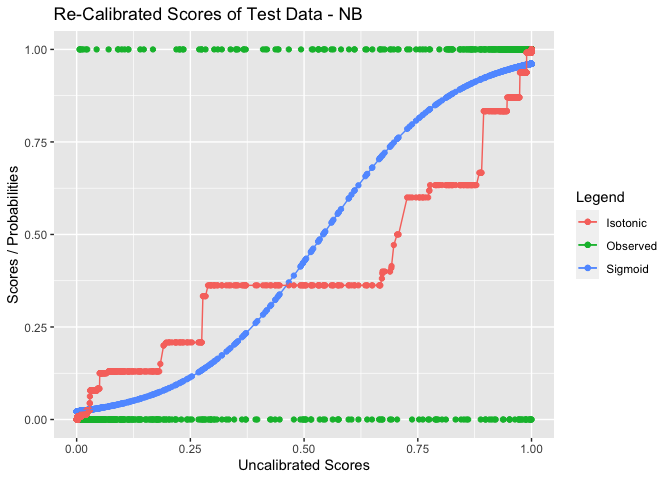 Re-Calibrated Scores of Test Data - NB
1.00
0.75
0.50
0.25
0.00
Scores / Probabilities
0.00 0.25 0.50 0.75 1.00
Uncalibrated Scores
Legend
Isotonic
Observed
Sigmoid